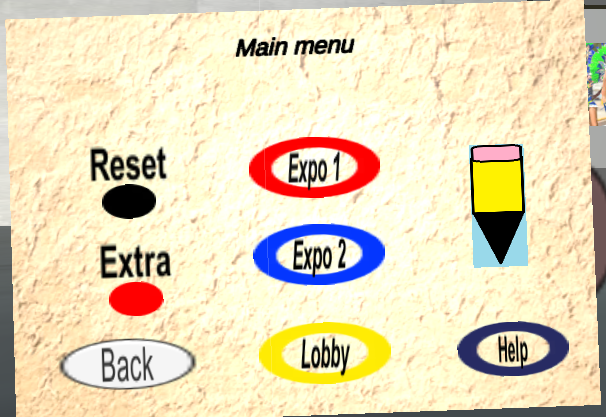 Main menu
Reset
Expo 1
Extra
Expo 2
Back
Lobby
Help